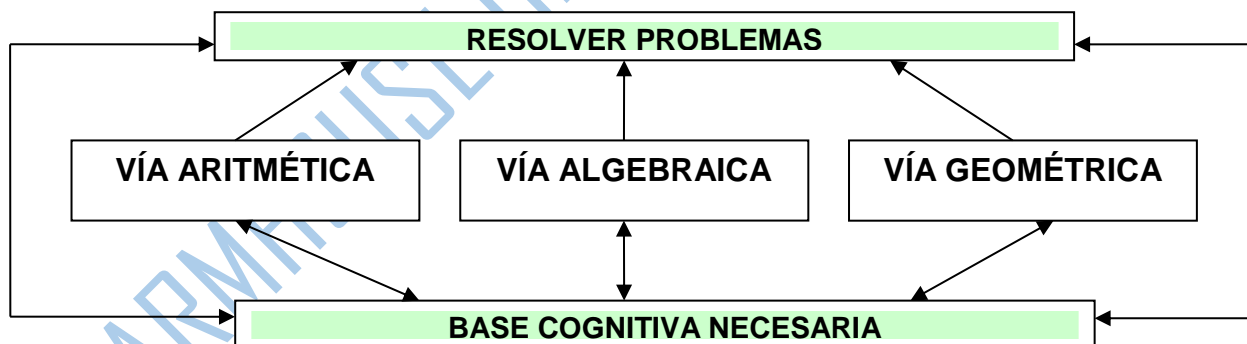 RESOLVER PROBLEMAS
VÍA ARITMÉTICA
VÍA ALGEBRAICA
VÍA GEOMÉTRICA
BASE COGNITIVA NECESARIA